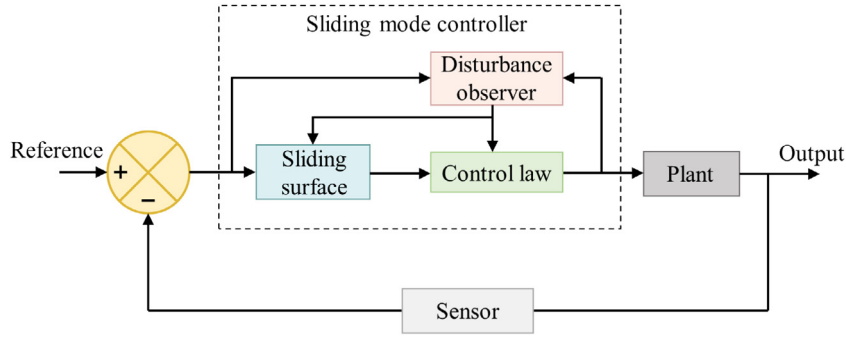 Sliding mode controller
Disturbance
observer
Reference
+
−
Sliding
surface
Control law
Plant
Output
Sensor